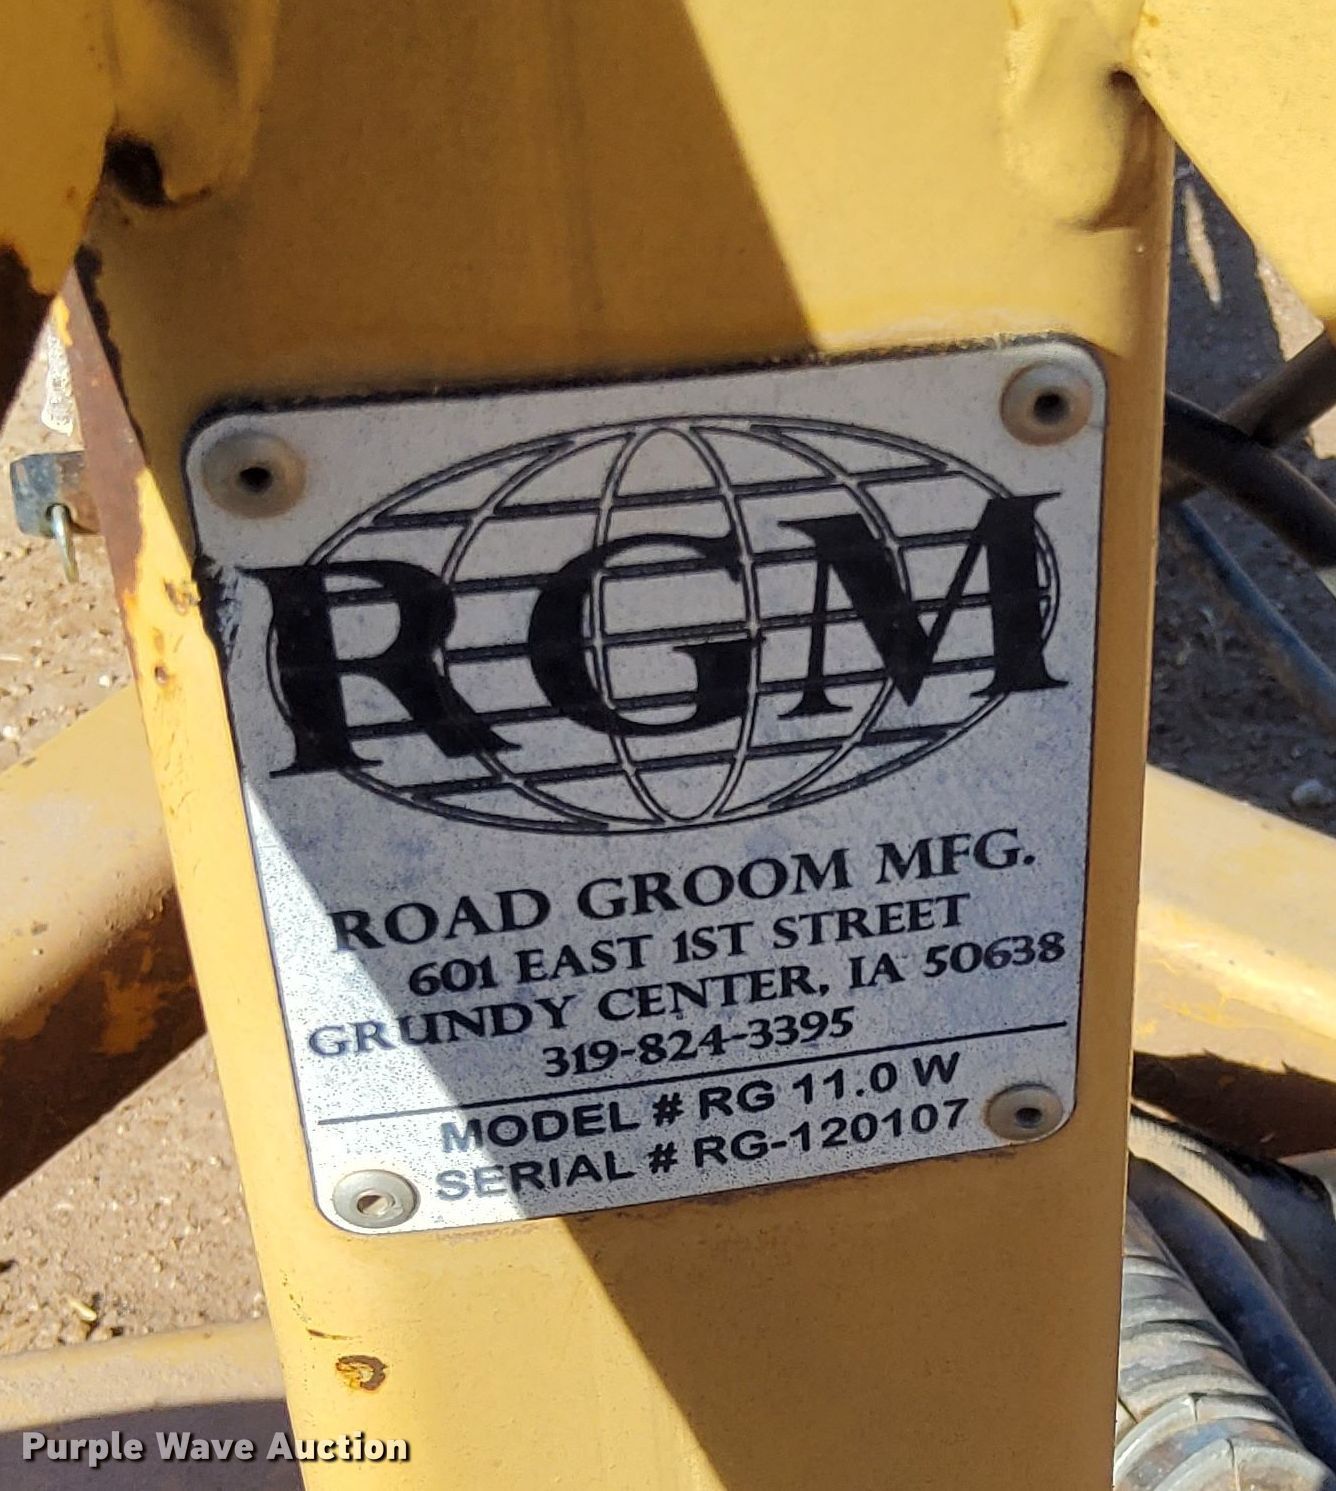 RGM
ROAD GROOM MFG.
601 EAST 1ST STREET
GRUNDY CENTER, IA 50638
319-824-3395
MODEL # RG 11.0 W
SERIAL # RG-120107
Purple Wave Auction